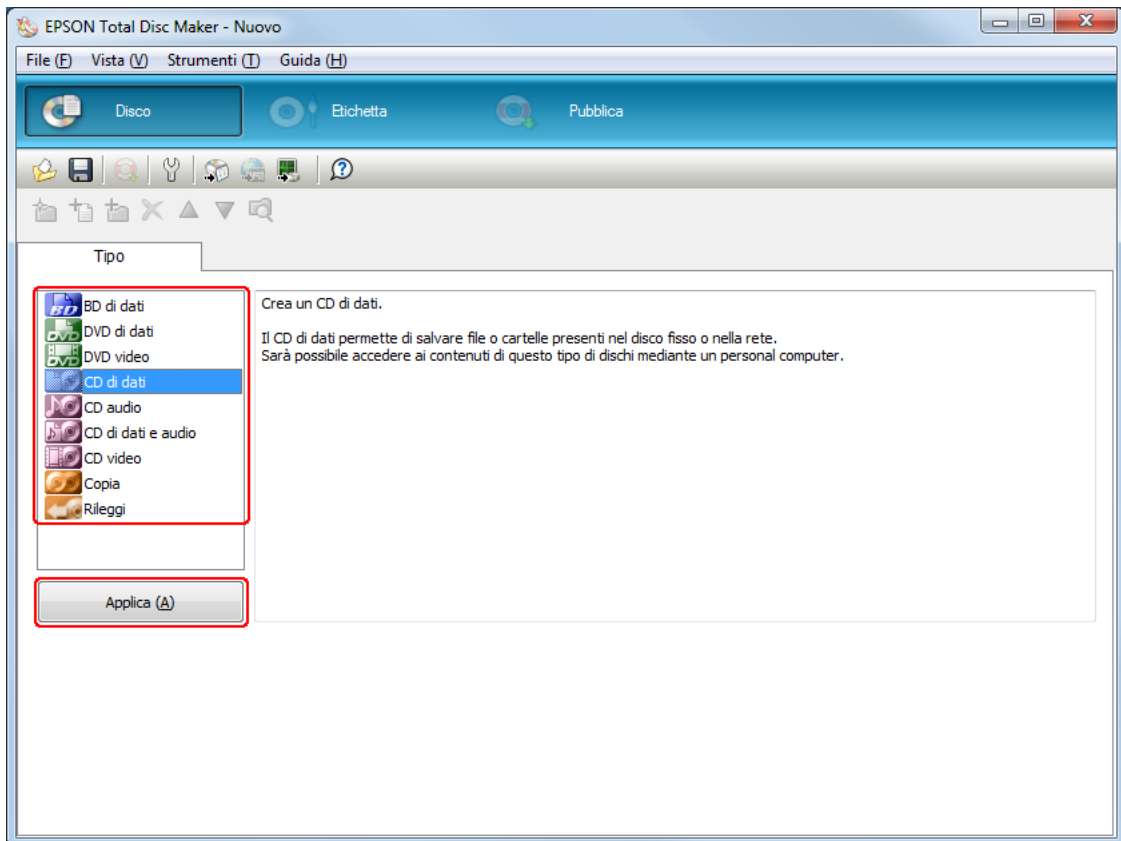 EPSON Total Disc Maker - Nuovo
File (F) Vista (V) Strumenti (T) Guida (H)
Disco Etichetta Pubblica
Tipo
BD BD di dati
DVD DVD di dati
DVD DVD video
CD di dati
CD audio
CD di dati e audio
CD video
Copia
Rileggi
Applica (A)
Crea un CD di dati.
Il CD di dati permette di salvare file o cartelle presenti nel disco fisso o nella rete.
Sarà possibile accedere ai contenuti di questo tipo di dischi mediante un personal computer.